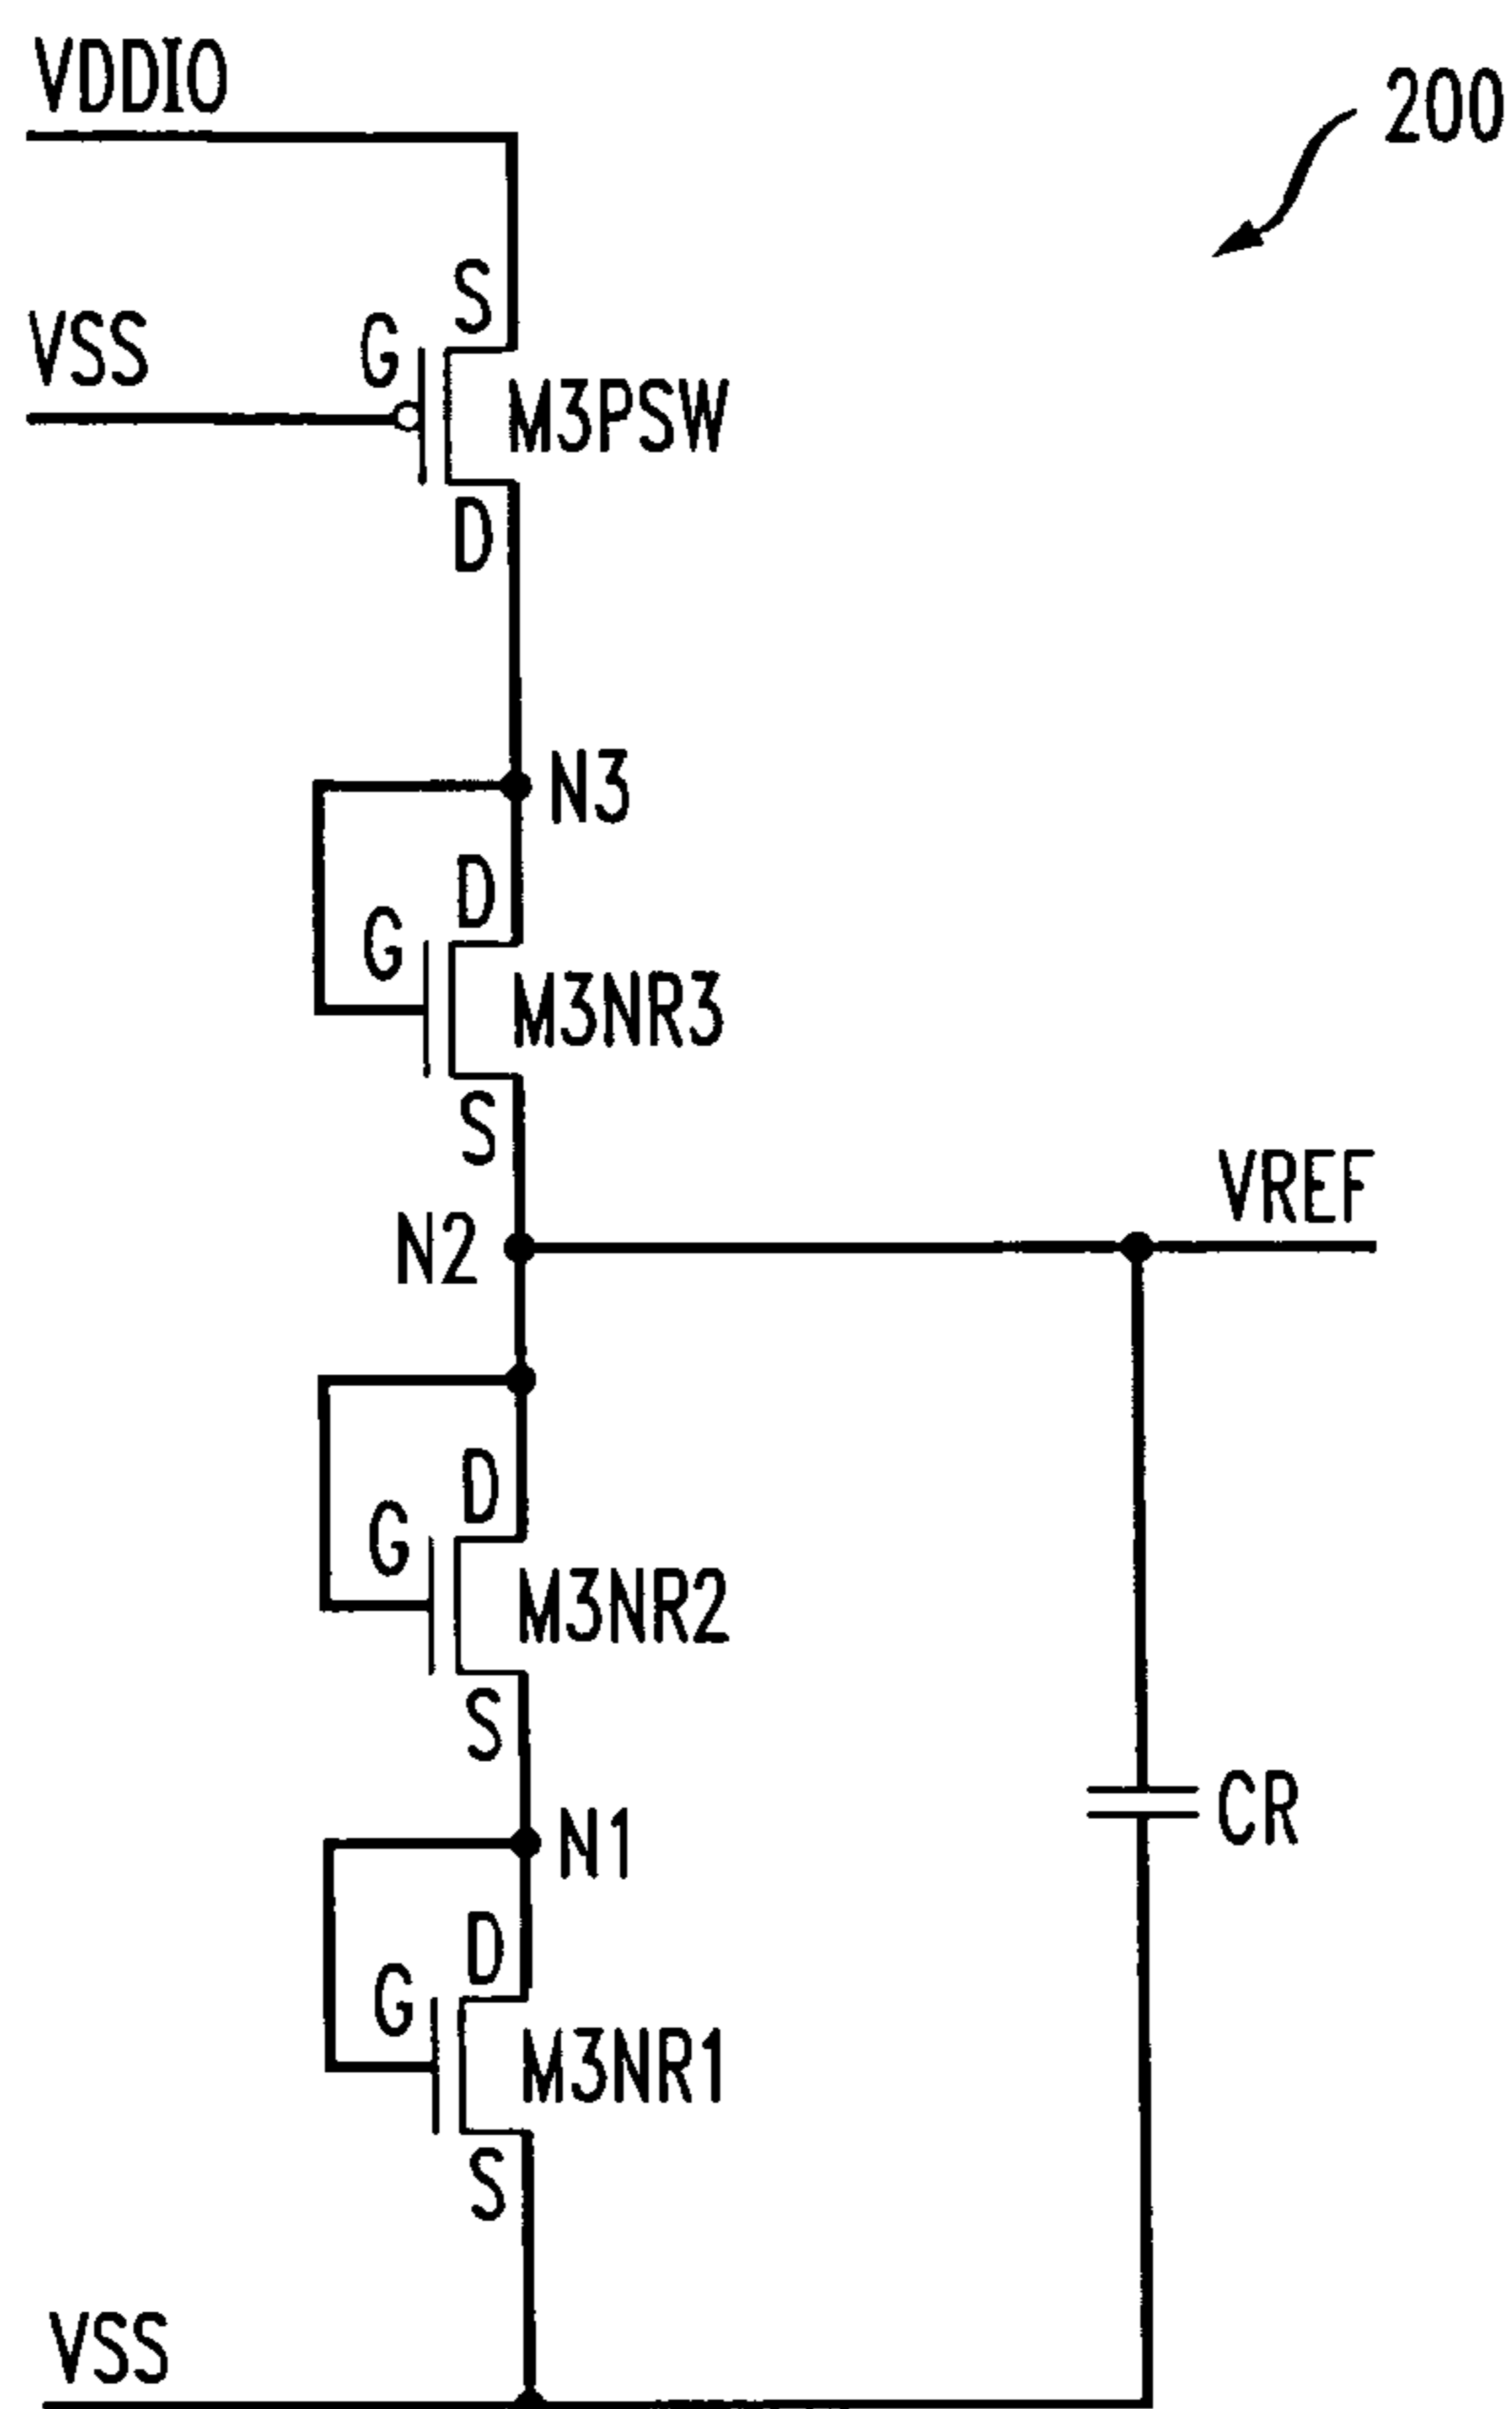 VDDIO
200
S
VSS
G
M3PSW
D
N3
D
G
M3NR3
S
VREF
N2
D
G
M3NR2
S
CR
N1
D
G
M3NR1
S
VSS